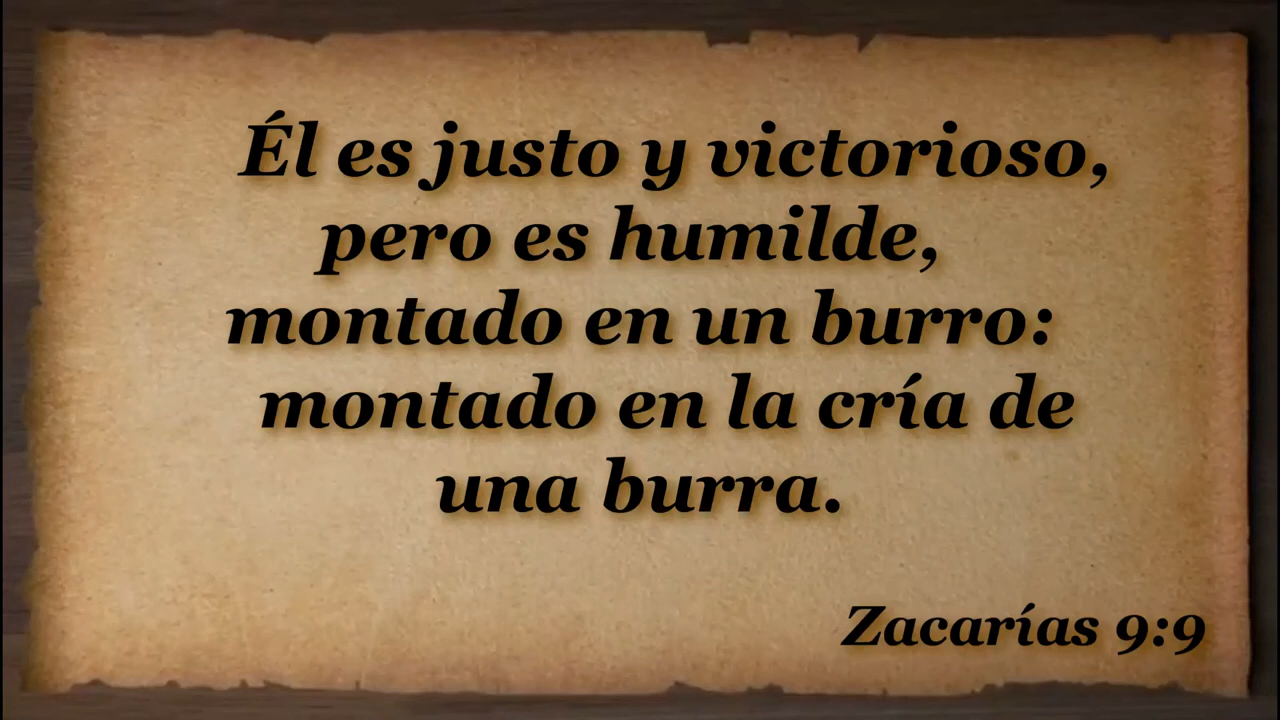 Él es justo y victorioso,
pero es humilde,
montado en un burro:
montado en la cría de
una burra.
Zacarías 9:9